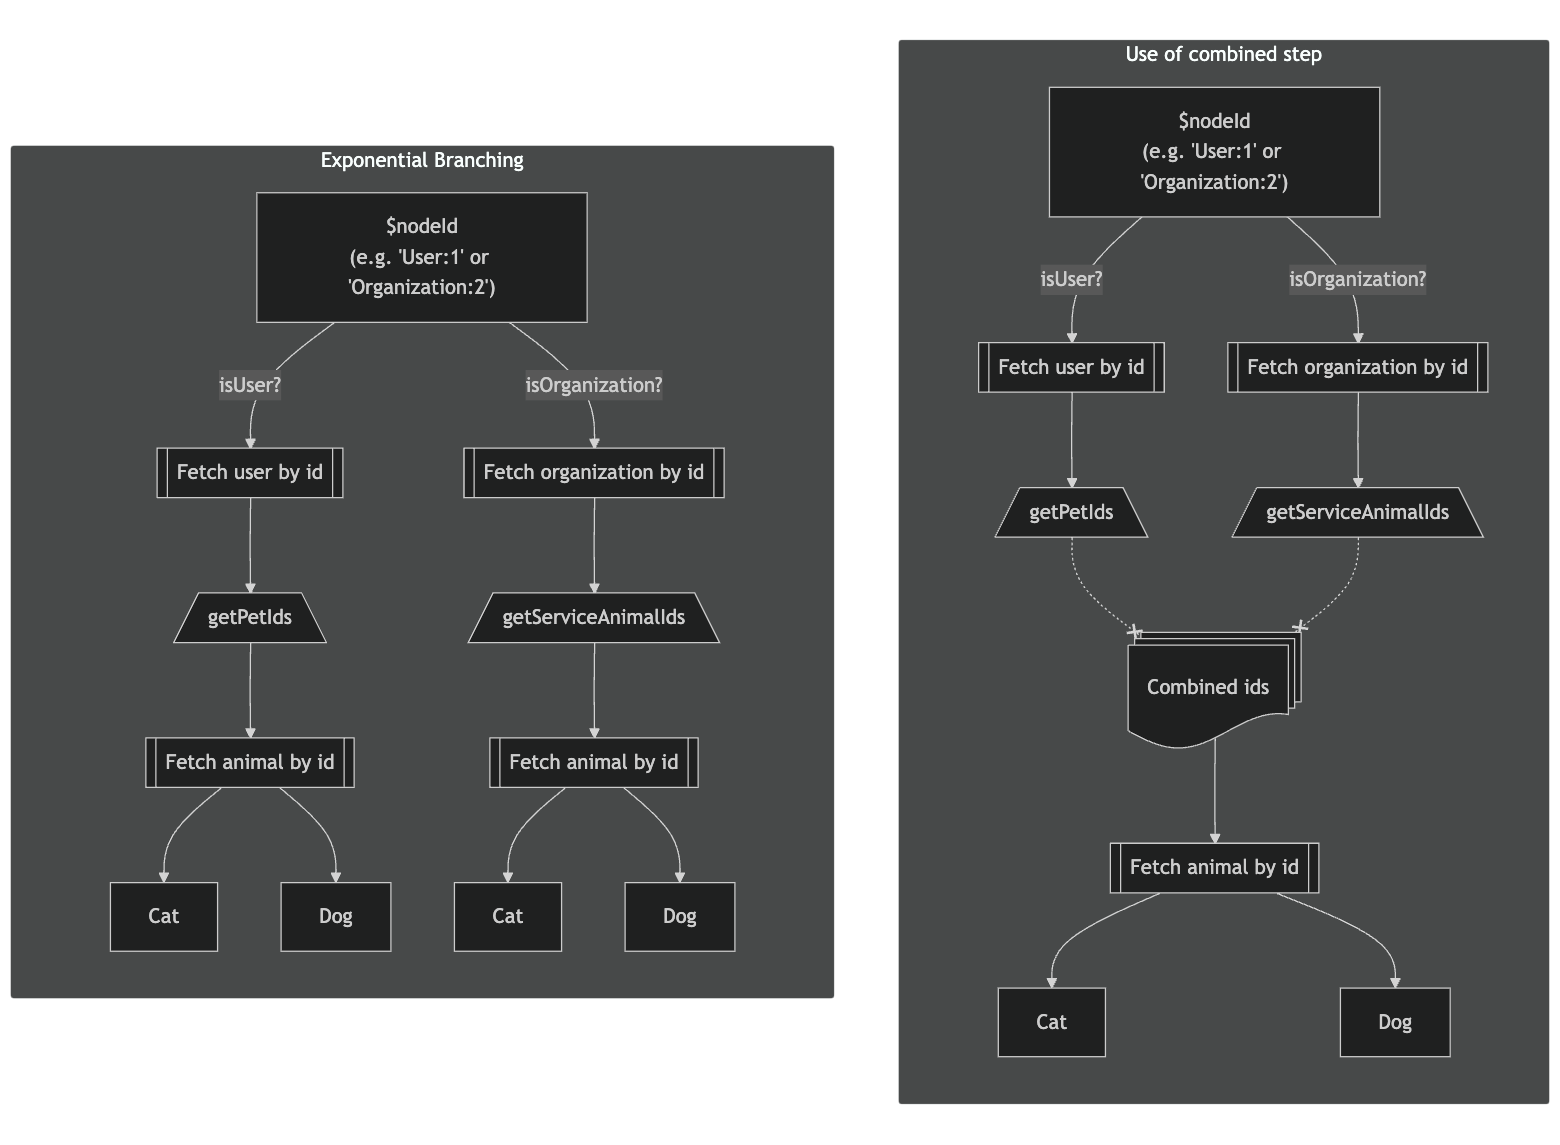 Exponential Branching
$nodeId
(e.g. 'User:1' or
'Organization:2')
isUser?
isOrganization?
Fetch user by id
Fetch organization by id
getPetIds
getServiceAnimalIds
Fetch animal by id
Fetch animal by id
Cat
Dog
Cat
Dog
Use of combined step
$nodeId
(e.g. 'User:1' or
'Organization:2')
isUser?
isOrganization?
Fetch user by id
Fetch organization by id
getPetIds
getServiceAnimalIds
Combined ids
Fetch animal by id
Cat
Dog